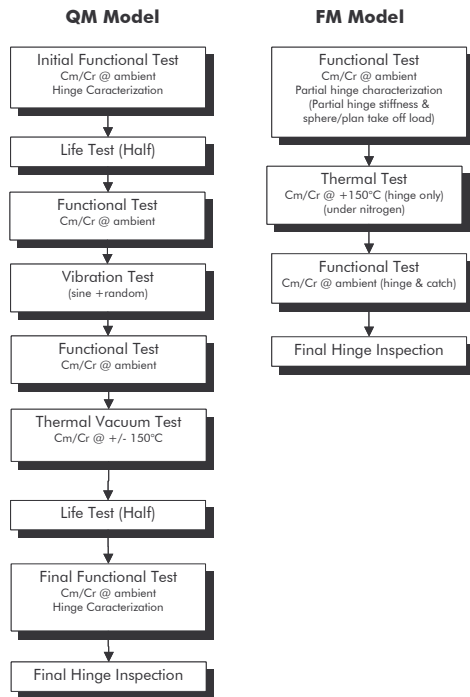 QM Model
Initial Functional Test
Cm/Cr @ ambient
Hinge Caracterization
Life Test (Half)
Functional Test
Cm/Cr @ ambient
Vibration Test
(sine +random)
Functional Test
Cm/Cr @ ambient
Thermal Vacuum Test
Cm/Cr @ +/- 150°C
Life Test (Half)
Final Functional Test
Cm/Cr @ ambient
Hinge Caracterization
Final Hinge Inspection
FM Model
Functional Test
Cm/Cr @ ambient
Partial hinge characterization
(Partial hinge stiffness &
sphere/plan take off load)
Thermal Test
Cm/Cr @ +150°C (hinge only)
(under nitrogen)
Functional Test
Cm/Cr @ ambient (hinge & catch)
Final Hinge Inspection